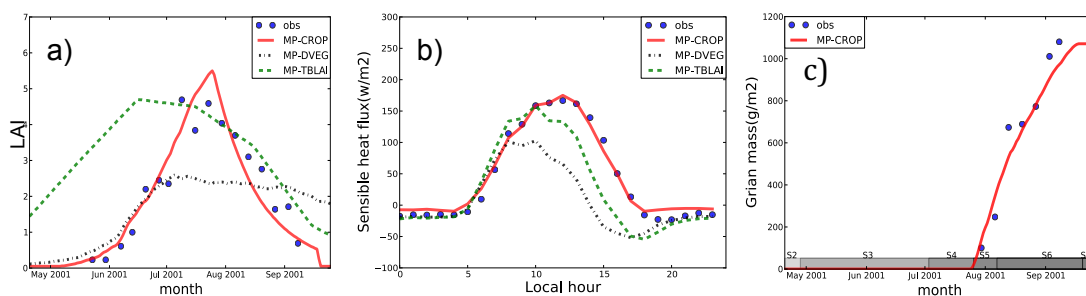 a)
obs
MP-CROP
MP-DVEG
MP-TBLAI
LAI
7
6
5
4
3
2
1
0
May 2001 Jun 2001 Jul 2001 Aug 2001 Sep 2001
month
b)
obs
MP-CROP
MP-DVEG
MP-TBLAI
Sensible heat flux(w/m2)
300
250
200
150
100
50
0
−50
−100
0 5 10 15 20
Local hour
c)
obs
MP-CROP
Grian mass(g/m2)
1200
1000
800
600
400
200
0
S2 S3 S4 S5 S6
May 2001 Jun 2001 Jul 2001 Aug 2001 Sep 2001
month